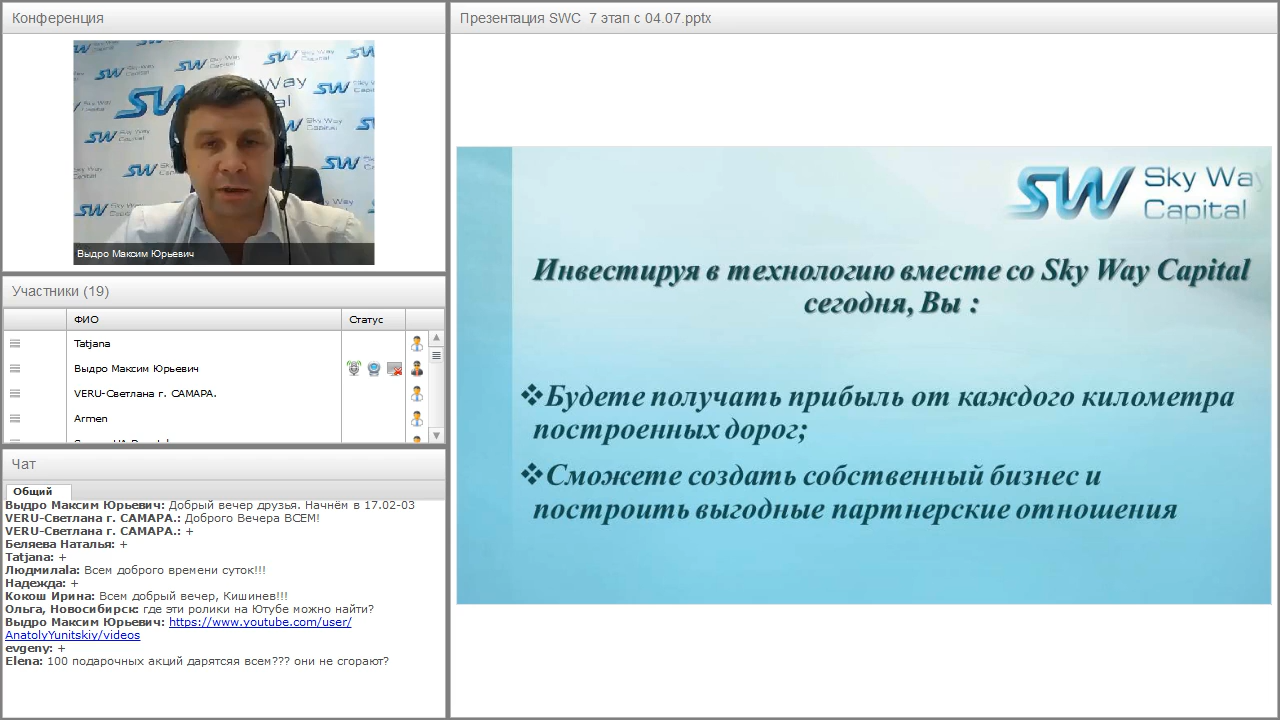 Конференция
SW
Sky Way
Capital
Выдро Максим Юрьевич
Участники (19)
ФИО
Статус
Tatjana
Выдро Максим Юрьевич
VERU-Светлана г. САМАРА.
Armen
Чат
Общий
Выдро Максим Юрьевич: Добрый вечер друзья. Начнём в 17.02-03
VERU-Светлана г. САМАРА.: Доброго Вечера ВСЕМ!
VERU-Светлана г. САМАРА.: +
Беляева Наталья: +
Tatjana: +
Людмилаla: Всем доброго времени суток!!!
Надежда: +
Кокош Ирина: Всем добрый вечер, Кишинев!!!
Ольга, Новосибирск: где эти ролики на Ютубе можно найти?
Выдро Максим Юрьевич: https://www.youtube.com/user/
AnatolyYunitskiy/videos
evgeny: +
Elena: 100 подарочных акций дарятсяя всем??? они не сгорают?
Презентация SWC 7 этап с 04.07.pptx
SW Sky Way
Capital
Инвестируя в технологию вместе со Sky Way Capital
сегодня, Вы :
❖Будете получать прибыль от каждого километра
построенных дорог;
❖Сможете создать собственный бизнес и
построить выгодные партнерские отношения